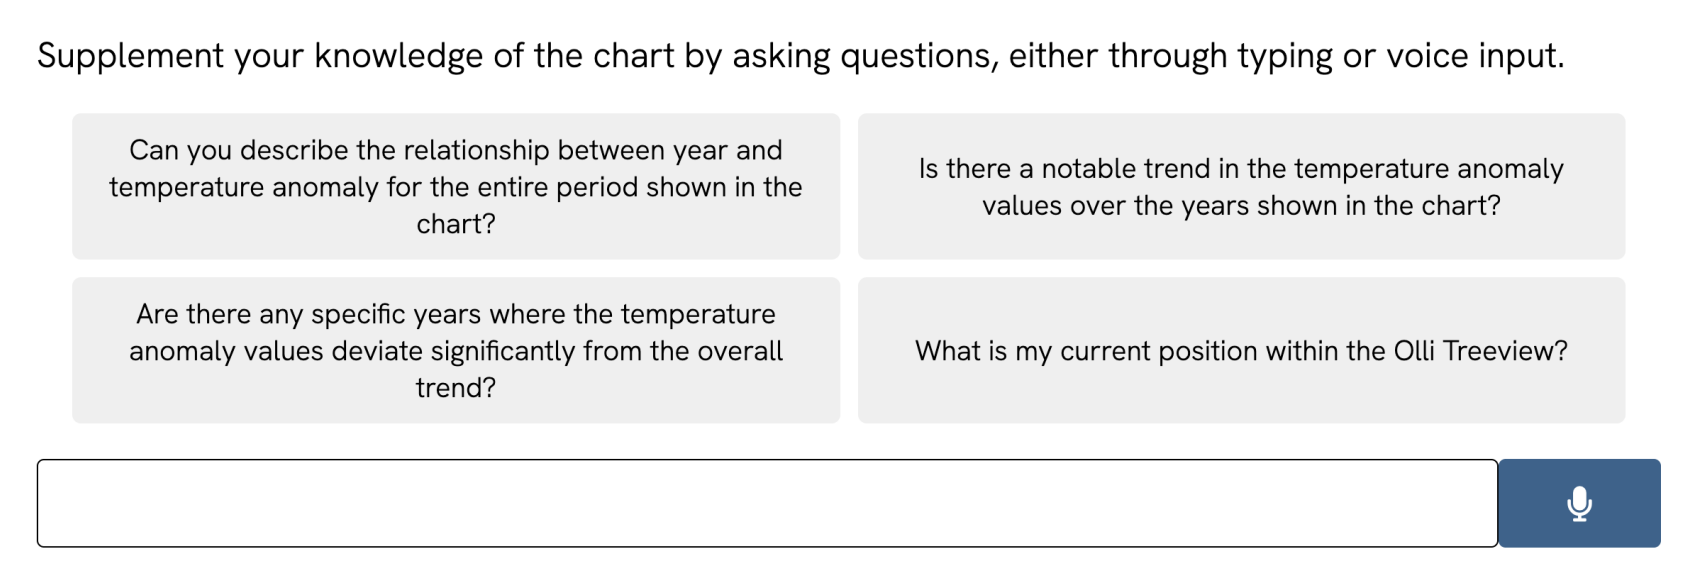 Supplement your knowledge of the chart by asking questions, either through typing or voice input.
Can you describe the relationship between year and
temperature anomaly for the entire period shown in the
chart?
Is there a notable trend in the temperature anomaly
values over the years shown in the chart?
Are there any specific years where the temperature
anomaly values deviate significantly from the overall
trend?
What is my current position within the Olli Treeview?